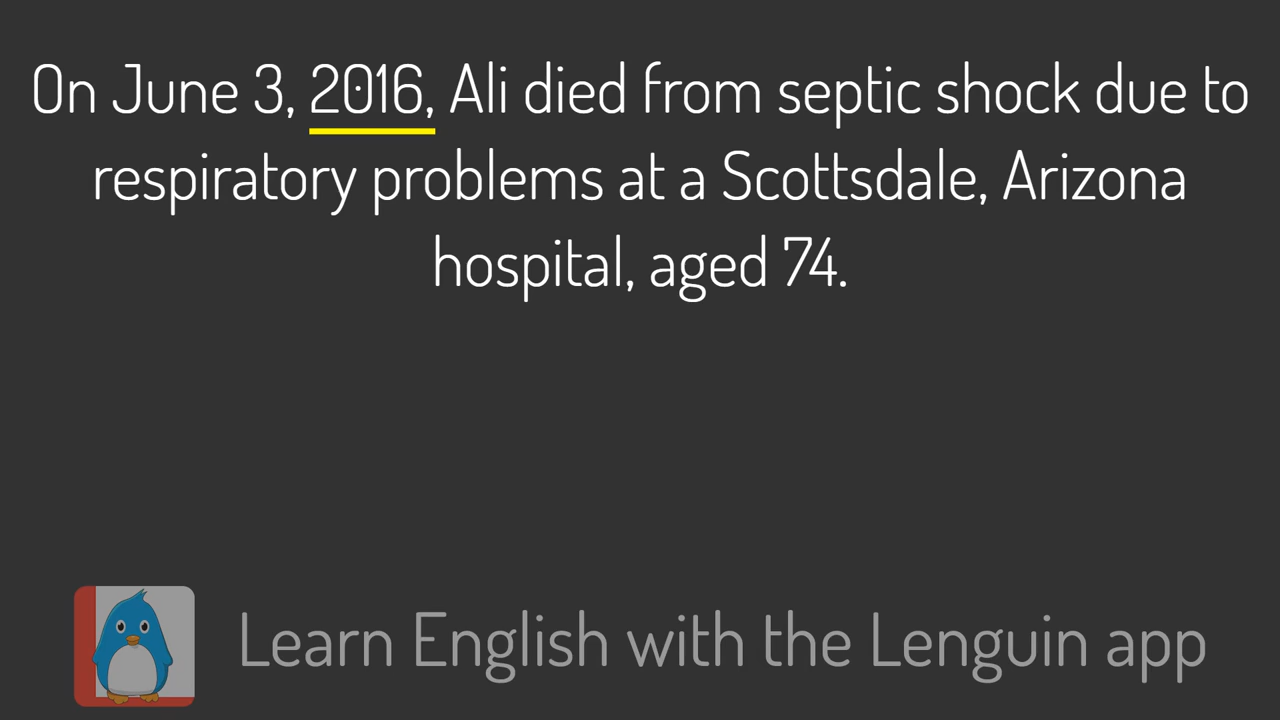 On June 3, 2016, Ali died from septic shock due to
respiratory problems at a Scottsdale, Arizona
hospital, aged 74.
Learn English with the Lenguin app